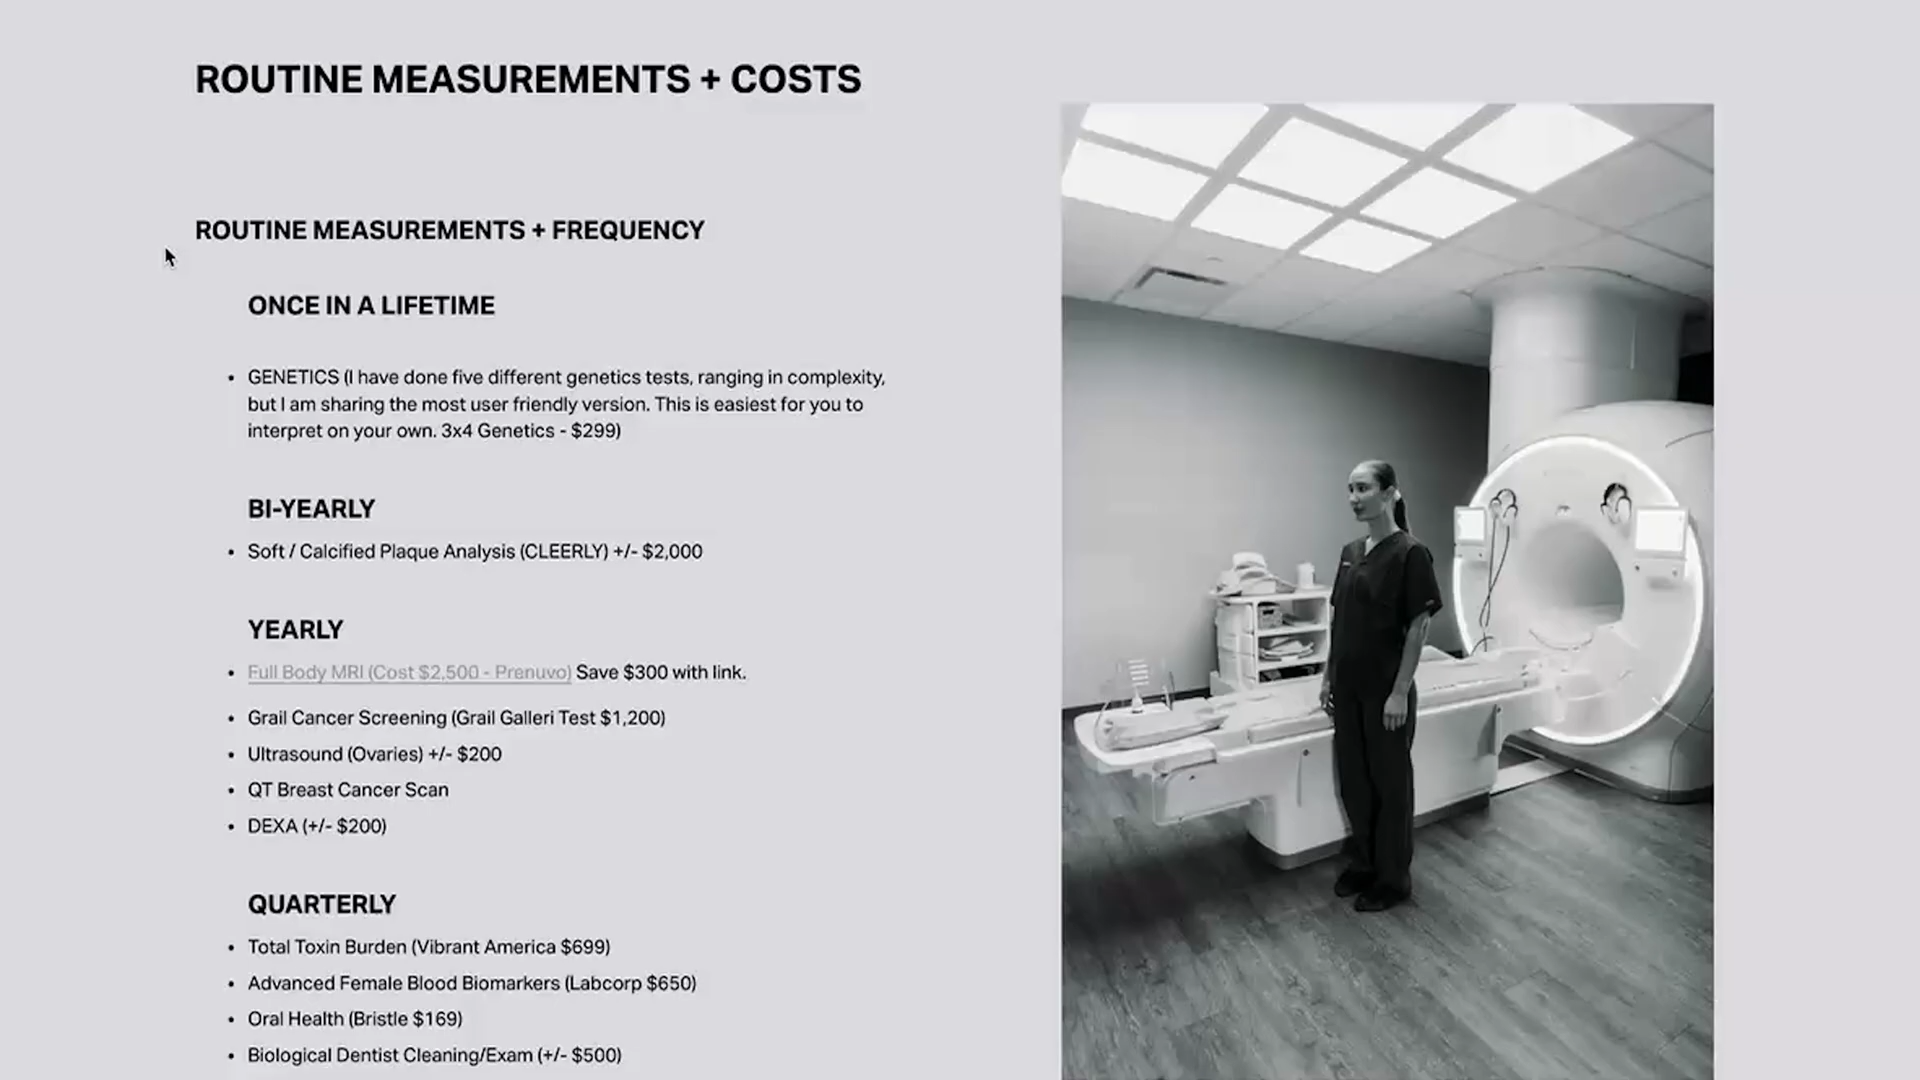 ROUTINE MEASUREMENTS + COSTS
ROUTINE MEASUREMENTS + FREQUENCY
ONCE IN A LIFETIME
• GENETICS (I have done five different genetics tests, ranging in complexity,
but I am sharing the most user friendly version. This is easiest for you to
interpret on your own. 3x4 Genetics - $299)
BI-YEARLY
• Soft / Calcified Plaque Analysis (CLEERLY) +/- $2,000
YEARLY
• Full Body MRI (Cost $2,500 - Prenuvo) Save $300 with link.
• Grail Cancer Screening (Grail Galleri Test $1,200)
• Ultrasound (Ovaries) +/- $200
• QT Breast Cancer Scan
• DEXA (+/- $200)
QUARTERLY
• Total Toxin Burden (Vibrant America $699)
• Advanced Female Blood Biomarkers (Labcorp $650)
• Oral Health (Bristle $169)
• Biological Dentist Cleaning/Exam (+/- $500)